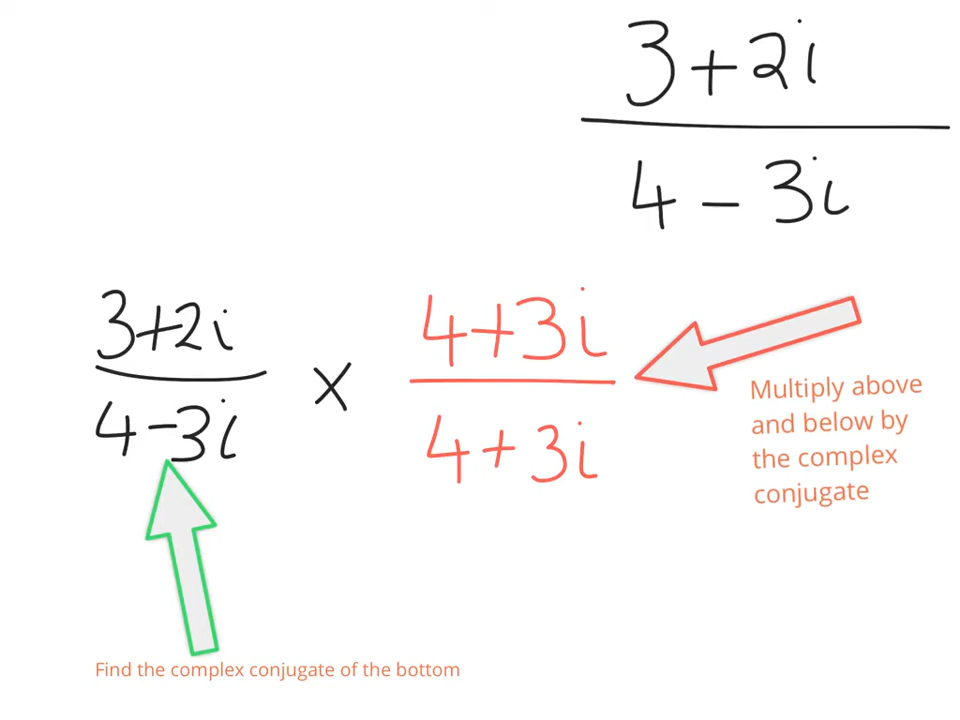 3+2i
4-3i
3+2i
4-3i
x
4+3i
4+3i
Multiply above
and below by
the complex
conjugate
Find the complex conjugate of the bottom